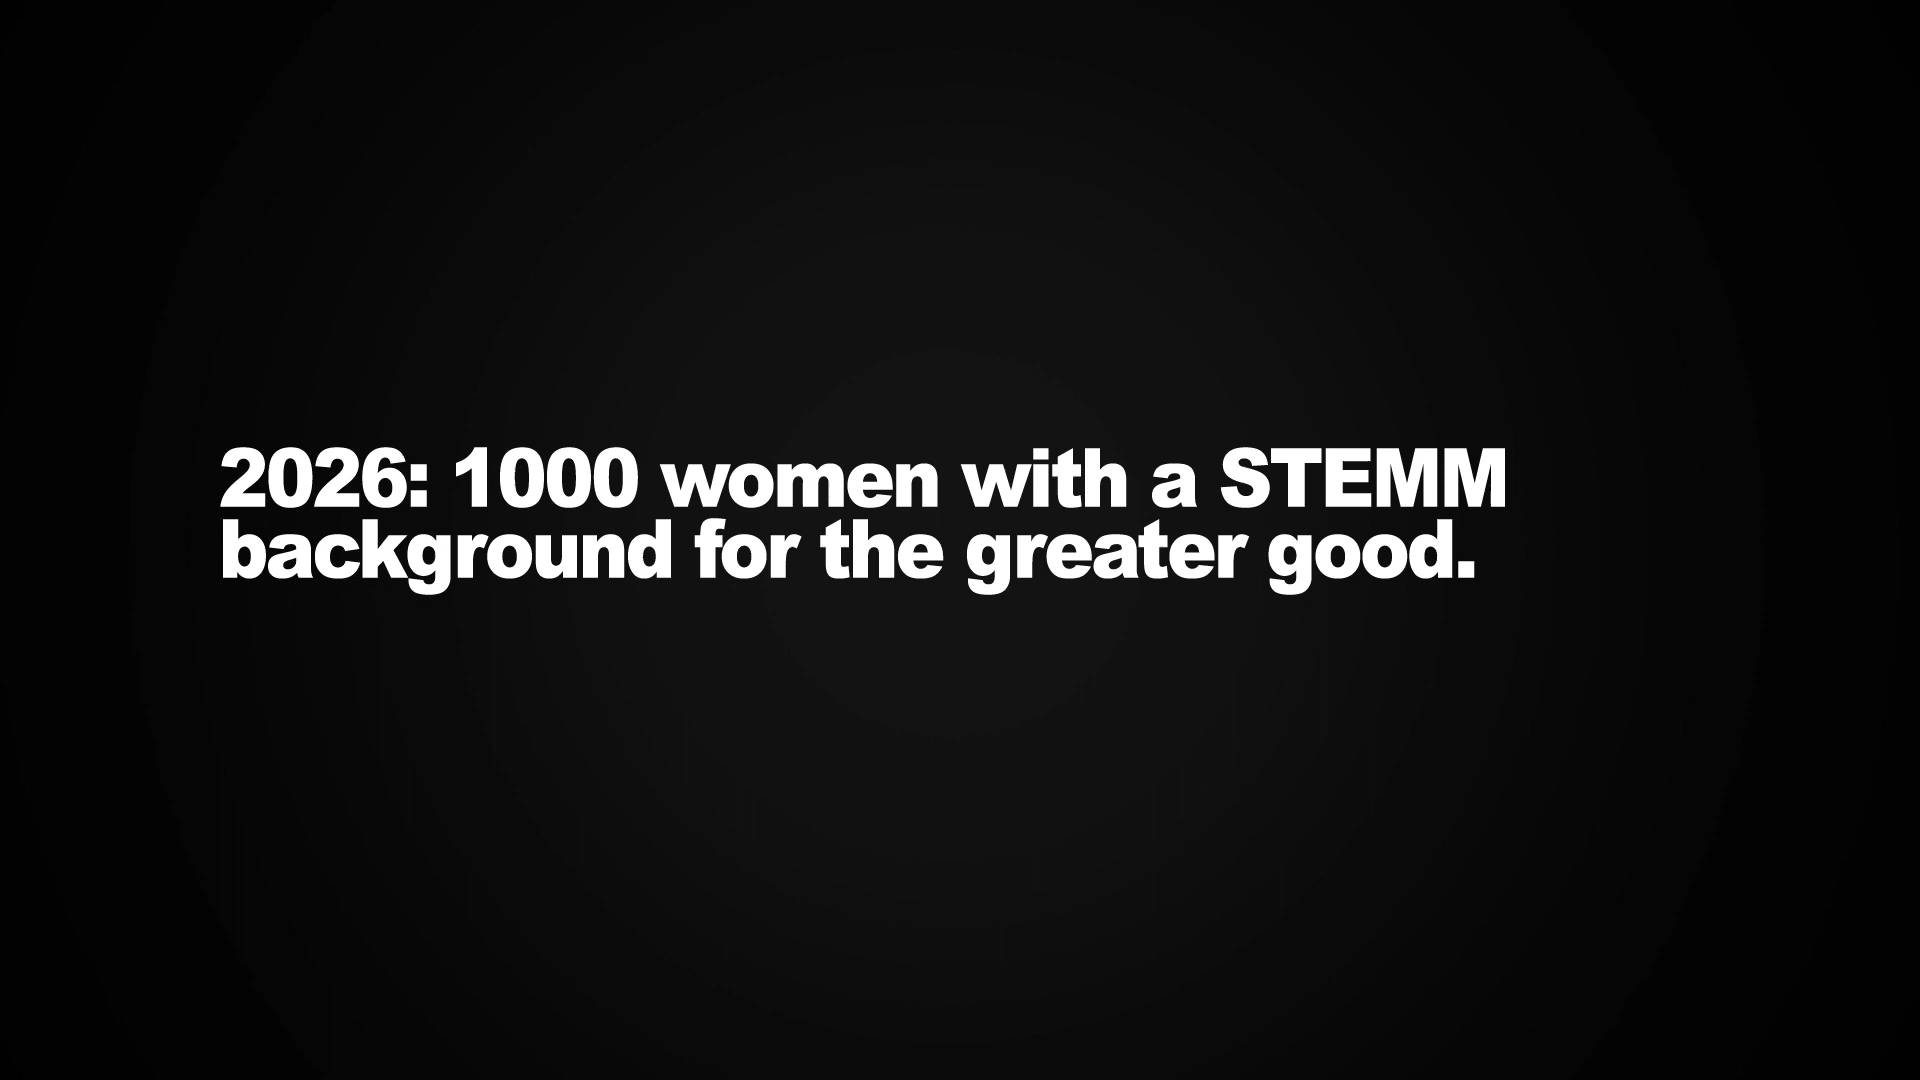 2026: 1000 women with a STEMM
background for the greater good.